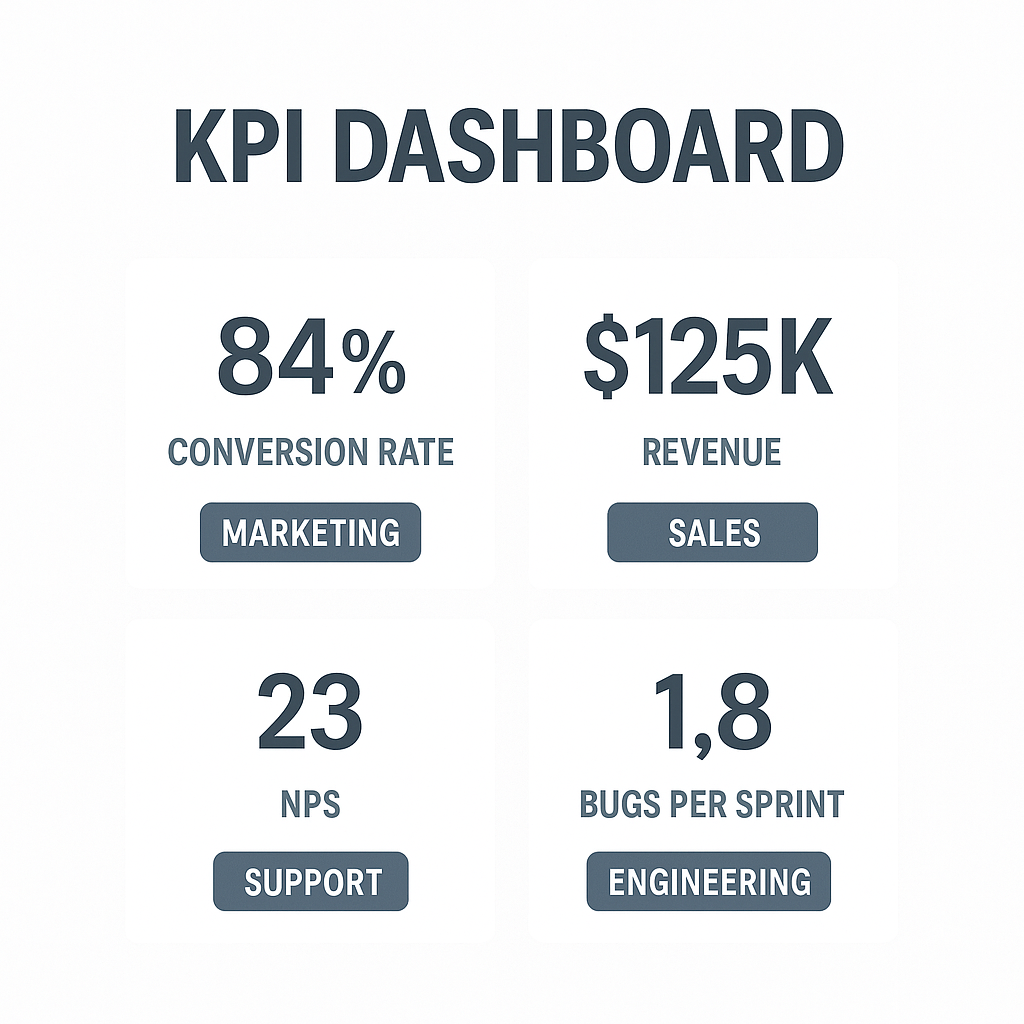 KPI DASHBOARD
84%
CONVERSION RATE
MARKETING
$125K
REVENUE
SALES
23
NPS
SUPPORT
1,8
BUGS PER SPRINT
ENGINEERING